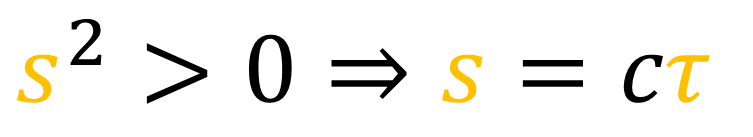 s² > 0 ⇒ s = cτ